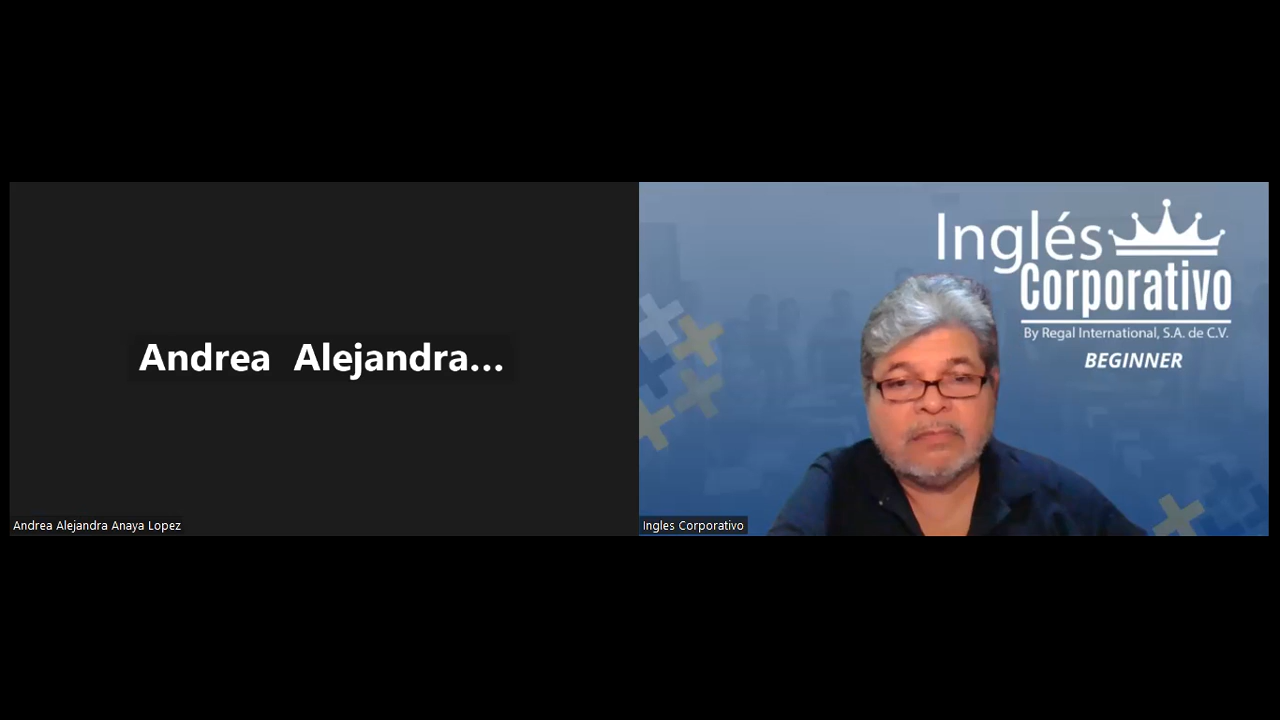 Andrea Alejandra...
Andrea Alejandra Anaya Lopez
Inglés
Corporativo
By Regal International, S.A. de C.V.
BEGINNER
Ingles Corporativo